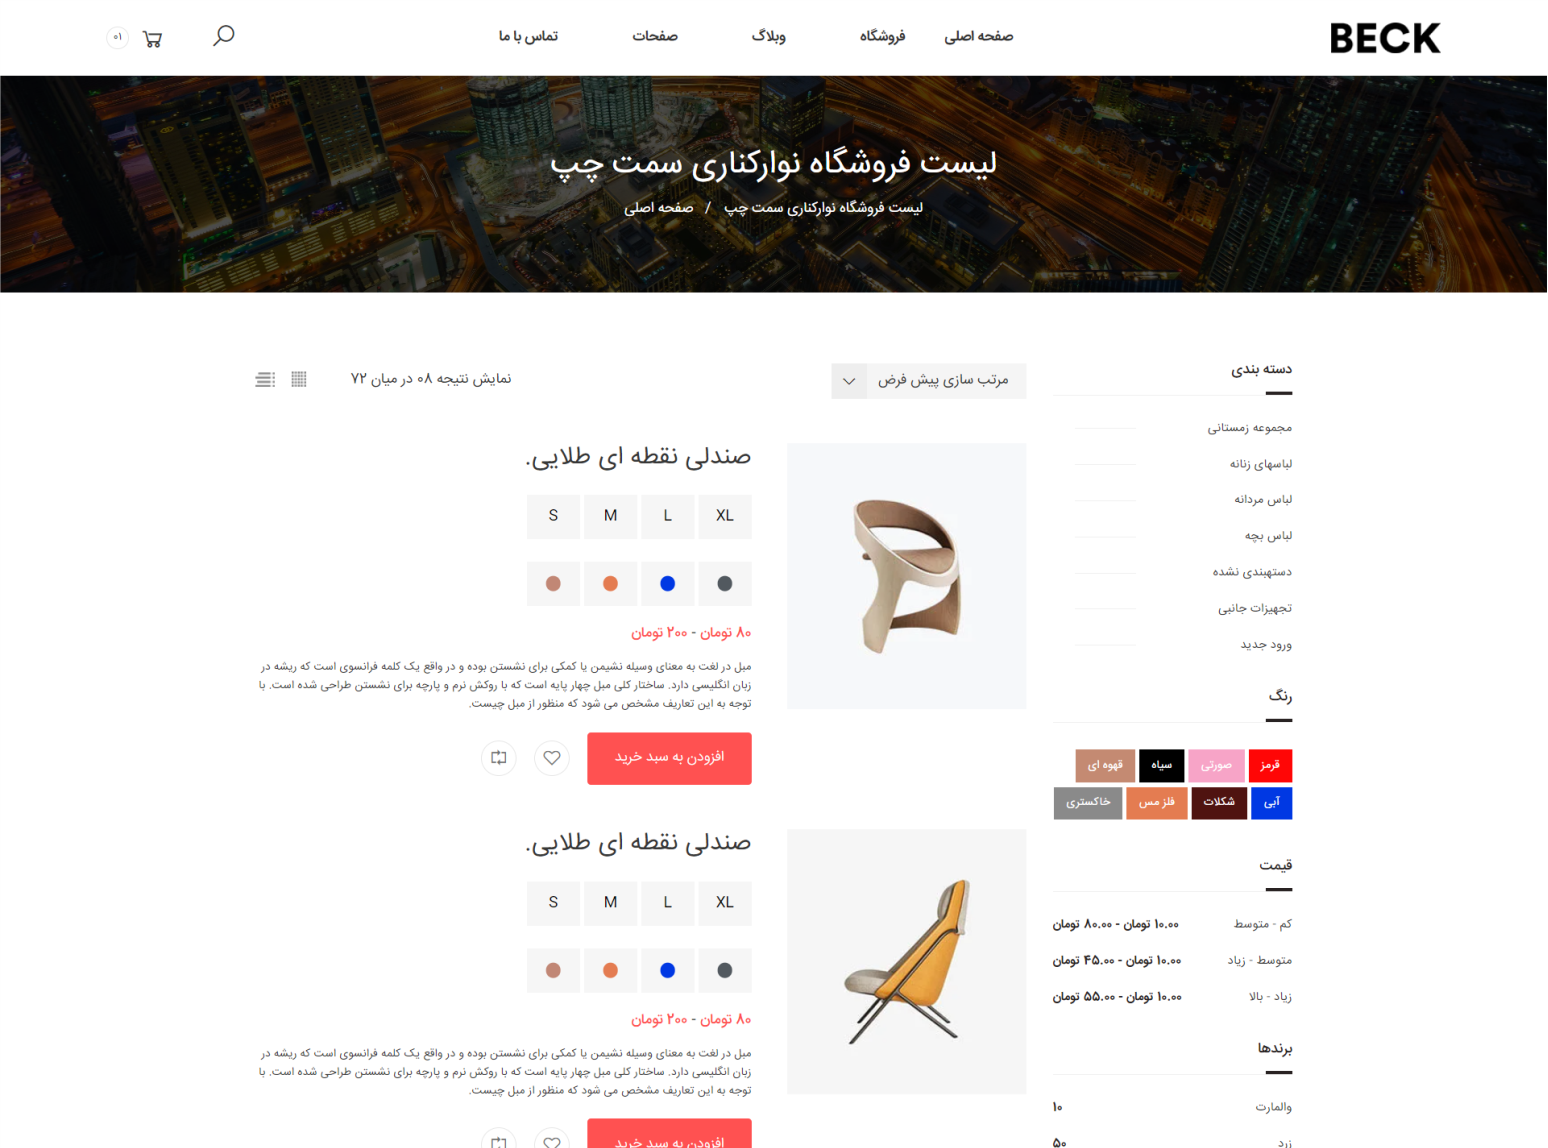 BECK
صفحه اصلی
فروشگاه
وبلاگ
صفحات
تماس با ما
۰۱
لیست فروشگاه نوارکناری سمت چپ
لیست فروشگاه نوارکناری سمت چپ / صفحه اصلی
دسته بندی
مجموعه زمستانی
لباسهای زنانه
لباس مردانه
لباس بچه
دستهبندی نشده
تجهیزات جانبی
ورود جدید
رنگ
قرمز
صورتی
سیاه
قهوه ای
آبی
شکلات
فلز مس
خاکستری
قیمت
کم - متوسط
۱۰.۰۰ تومان - ۸۰.۰۰ تومان
متوسط - زیاد
۱۰.۰۰ تومان - ۴۵.۰۰ تومان
زیاد - بالا
۱۰.۰۰ تومان - ۵۵.۰۰ تومان
برندها
والمارت
۱۰
زرد
۵۰
مرتب سازی پیش فرض
نمایش نتیجه ۰۸ در میان ۷۲
صندلی نقطه ای طلایی.
S M L XL
۸۰ تومان - ۲۰۰ تومان
مبل در لغت به معنای وسیله نشیمن یا کمکی برای نشستن بوده و در واقع یک کلمه فرانسوی است که ریشه در
زبان انگلیسی دارد. ساختار کلی مبل چهار پایه است که با روکش نرم و پارچه برای نشستن طراحی شده است. با
توجه به این تعاریف مشخص می شود که منظور از مبل چیست.
افزودن به سبد خرید
صندلی نقطه ای طلایی.
S M L XL
۸۰ تومان - ۲۰۰ تومان
مبل در لغت به معنای وسیله نشیمن یا کمکی برای نشستن بوده و در واقع یک کلمه فرانسوی است که ریشه در
زبان انگلیسی دارد. ساختار کلی مبل چهار پایه است که با روکش نرم و پارچه برای نشستن طراحی شده است. با
توجه به این تعاریف مشخص می شود که منظور از مبل چیست.
افزودن به سبد خرید